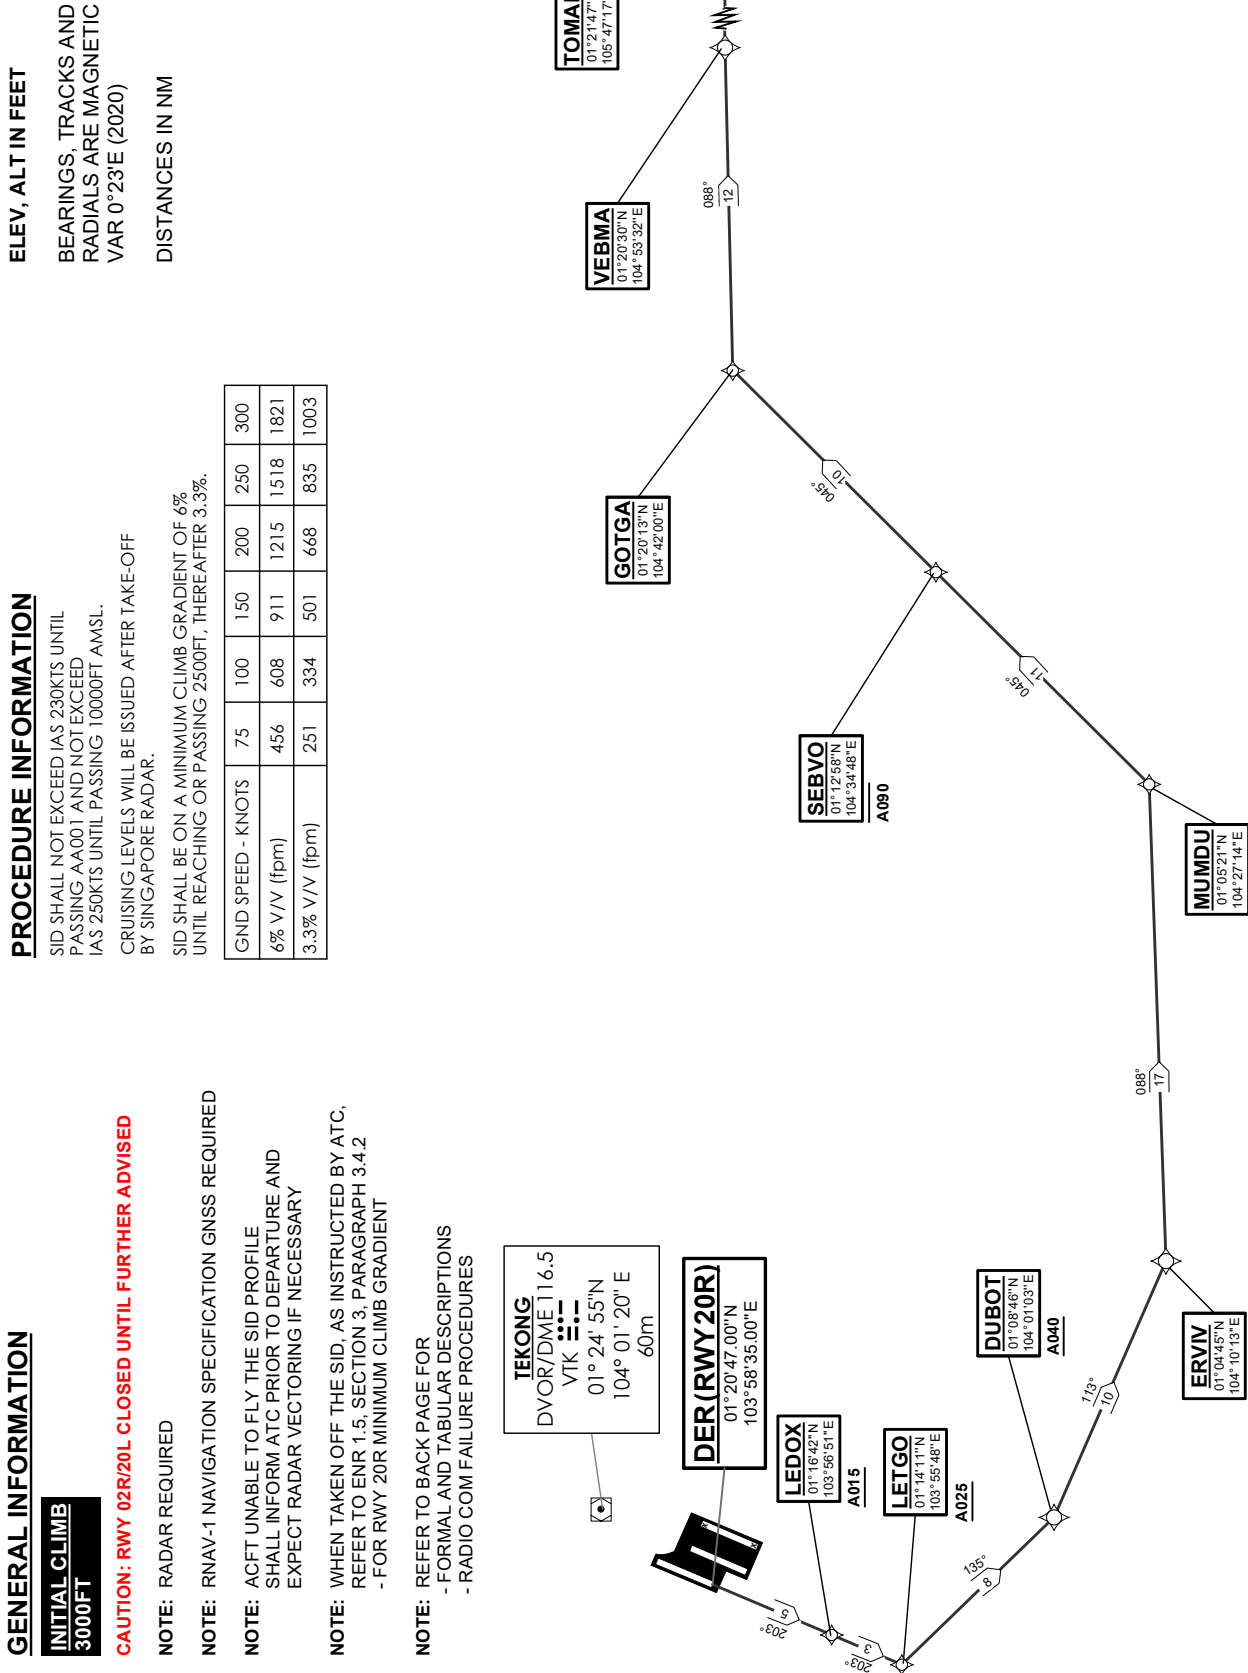 GENERAL INFORMATION
INITIAL CLIMB
3000FT
CAUTION: RWY 02R/20L CLOSED UNTIL FURTHER ADVISED
NOTE: RADAR REQUIRED
NOTE: RNAV-1 NAVIGATION SPECIFICATION GNSS REQUIRED
NOTE: ACFT UNABLE TO FLY THE SID PROFILE
SHALL INFORM ATC PRIOR TO DEPARTURE AND
EXPECT RADAR VECTORING IF NECESSARY
NOTE: WHEN TAKEN OFF THE SID, AS INSTRUCTED BY ATC,
REFER TO ENR 1.5, SECTION 3, PARAGRAPH 3.4.2
- FOR RWY 20R MINIMUM CLIMB GRADIENT
NOTE: REFER TO BACK PAGE FOR
- FORMAL AND TABULAR DESCRIPTIONS
- RADIO COM FAILURE PROCEDURES
PROCEDURE INFORMATION
SID SHALL NOT EXCEED IAS 230KTS UNTIL
PASSING AA001 AND NOT EXCEED
IAS 250KTS UNTIL PASSING 10000FT AMSL.
CRUISING LEVELS WILL BE ISSUED AFTER TAKE-OFF
BY SINGAPORE RADAR.
SID SHALL BE ON A MINIMUM CLIMB GRADIENT OF 6%
UNTIL REACHING OR PASSING 2500FT, THEREAFTER 3.3%.
GND SPEED - KNOTS 75 100 150 200 250 300
6% V/V (fpm) 456 608 911 1215 1518 1821
3.3% V/V (fpm) 251 334 501 668 835 1003
ELEV, ALT IN FEET
BEARINGS, TRACKS AND
RADIALS ARE MAGNETIC
VAR 0°23'E (2020)
DISTANCES IN NM
TEKONG
DVOR/DME 116.5
VTK
01° 24' 55"N
104° 01' 20" E
60m
DER (RWY 20R)
01°20'47.00"N
103°58'35.00"E
203°
5
LEDOX
01°16'42"N
103°56'51"E
A015
203°
3
LETGO
01°14'11"N
103°55'48"E
A025
135°
8
DUBOT
01°08'46"N
104°01'03"E
A040
113°
10
ERVIV
01°04'45"N
104°10'13"E
088°
17
MUMDU
01°05'21"N
104°27'14"E
045°
11
SEBVO
01°12'58"N
104°34'48"E
A090
045°
10
GOTGA
01°20'13"N
104°42'00"E
088°
12
VEBMA
01°20'30"N
104°53'32"E
01°21'47"
105°47'17"